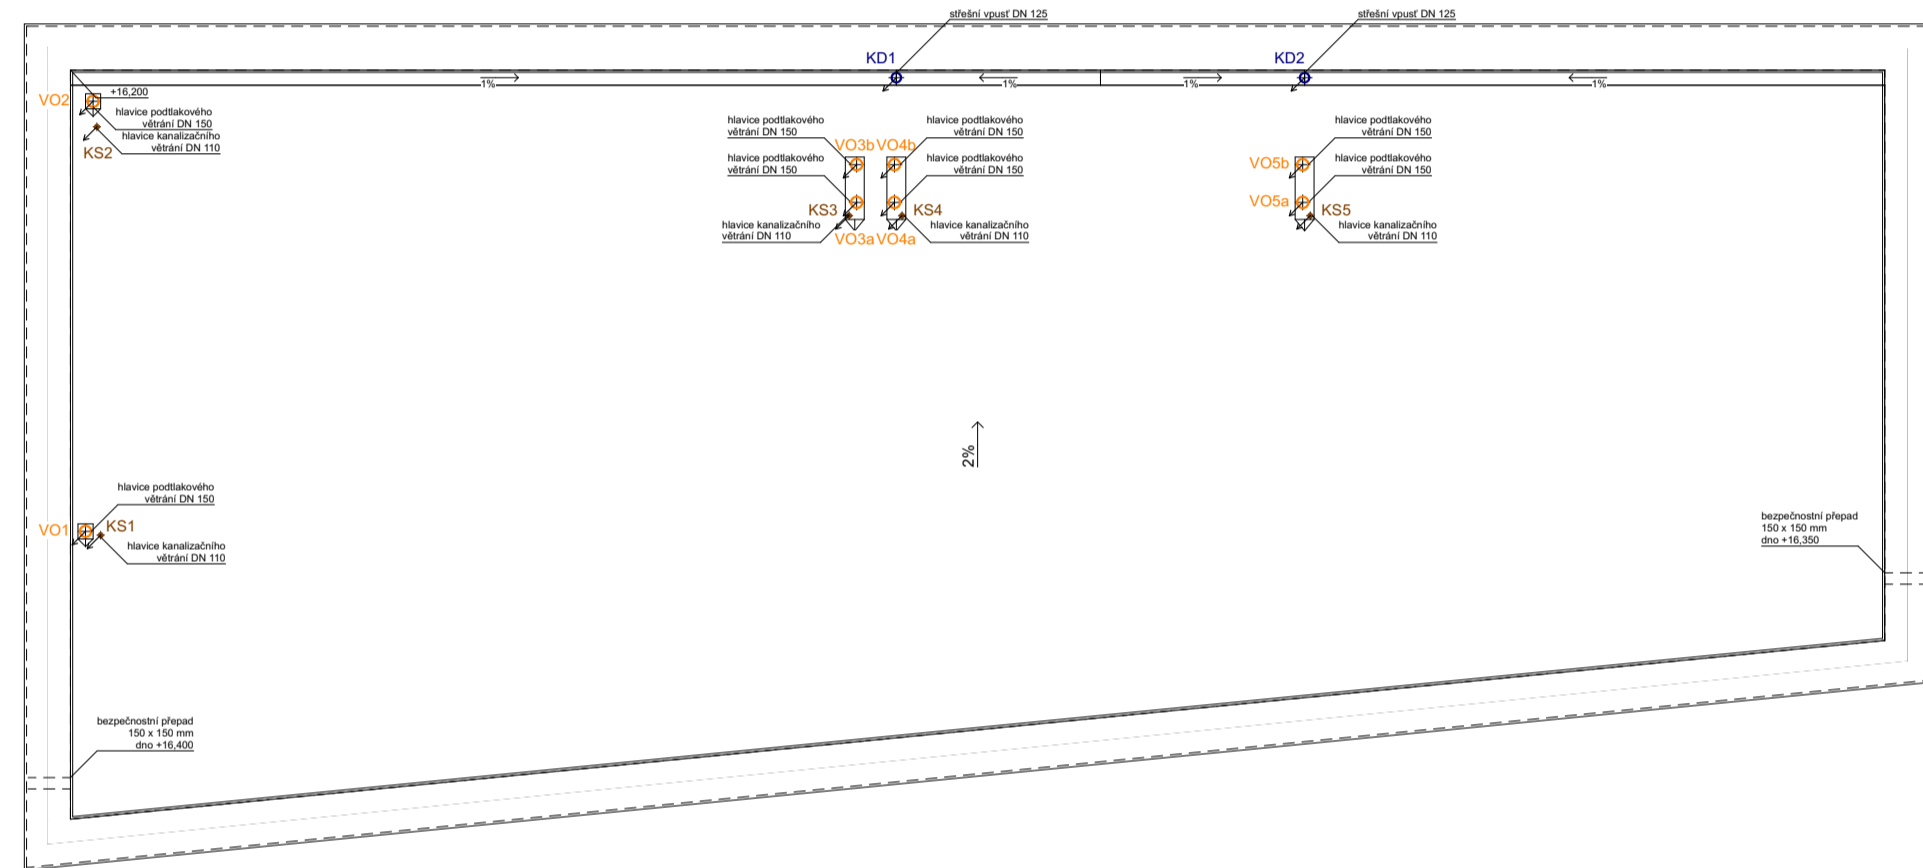 střešní vpusť DN 125
střešní vpusť DN 125
KD1
KD2
1%
1%
1%
1%
VO2
+16,200
hlavice podtlakového
větrání DN 150
hlavice kanalizačního
větrání DN 110
KS2
hlavice podtlakového
větrání DN 150
VO3b
VO4b
hlavice podtlakového
větrání DN 150
hlavice podtlakového
větrání DN 150
hlavice podtlakového
větrání DN 150
KS3
KS4
hlavice kanalizačního
větrání DN 110
VO3a
VO4a
hlavice kanalizačního
větrání DN 110
hlavice podtlakového
větrání DN 150
VO5b
hlavice podtlakového
větrání DN 150
VO5a
KS5
hlavice kanalizačního
větrání DN 110
2%
hlavice podtlakového
větrání DN 150
VO1
KS1
hlavice kanalizačního
větrání DN 110
bezpečnostní přepad
150 x 150 mm
dno +16,350
bezpečnostní přepad
150 x 150 mm
dno +16,400